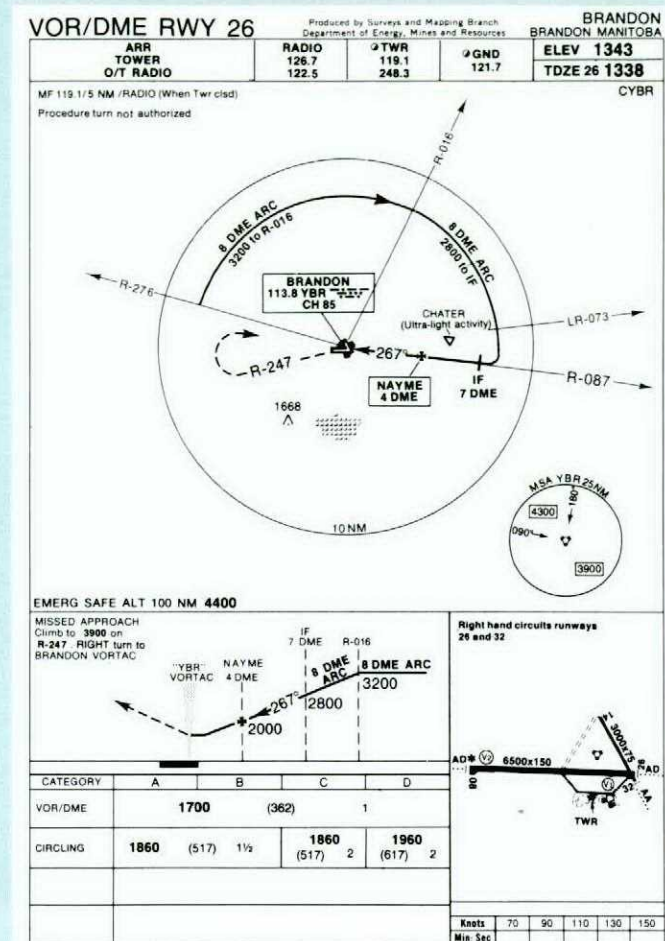 VOR/DME RWY 26
Produced by Surveys and Mapping Branch
Department of Energy, Mines and Resources
BRANDON
BRANDON MANITOBA
ARR
TOWER
O/T RADIO
RADIO
126.7
122.5
TWR
119.1
248.3
GND
121.7
ELEV 1343
TDZE 26 1338
MF 119.1/5 NM /RADIO (When Twr clsd)
CYBR
Procedure turn not authorized
R-016
8 DME ARC
3200 to R-016
8 DME ARC
2800 to IF
R-276
BRANDON
113.8 YBR
CH 85
CHATER
(Ultra-light activity)
LR-073
267°
R-247
NAYME
4 DME
IF
7 DME
R-087
1668
10 NM
MSA YBR 25 NM
180°
4300
090°
3900
EMERG SAFE ALT 100 NM 4400
MISSED APPROACH
Climb to 3900 on
R-247 . RIGHT turn to
BRANDON VORTAC
"YBR"
VORTAC
NAYME
4 DME
IF
7 DME
R-016
8 DME
ARC
8 DME ARC
3200
267°
2800
2000
Right hand circuits runways
26 and 32
3000x75
AD
V2
6500x150
08
26
AD
V1
32
AA
TWR
CATEGORY A B C D
VOR/DME 1700 (362) 1
CIRCLING 1860 (517) 1½ 1860 (517) 2 1960 (617) 2
Knots 70 90 110 130 150
Min: Sec